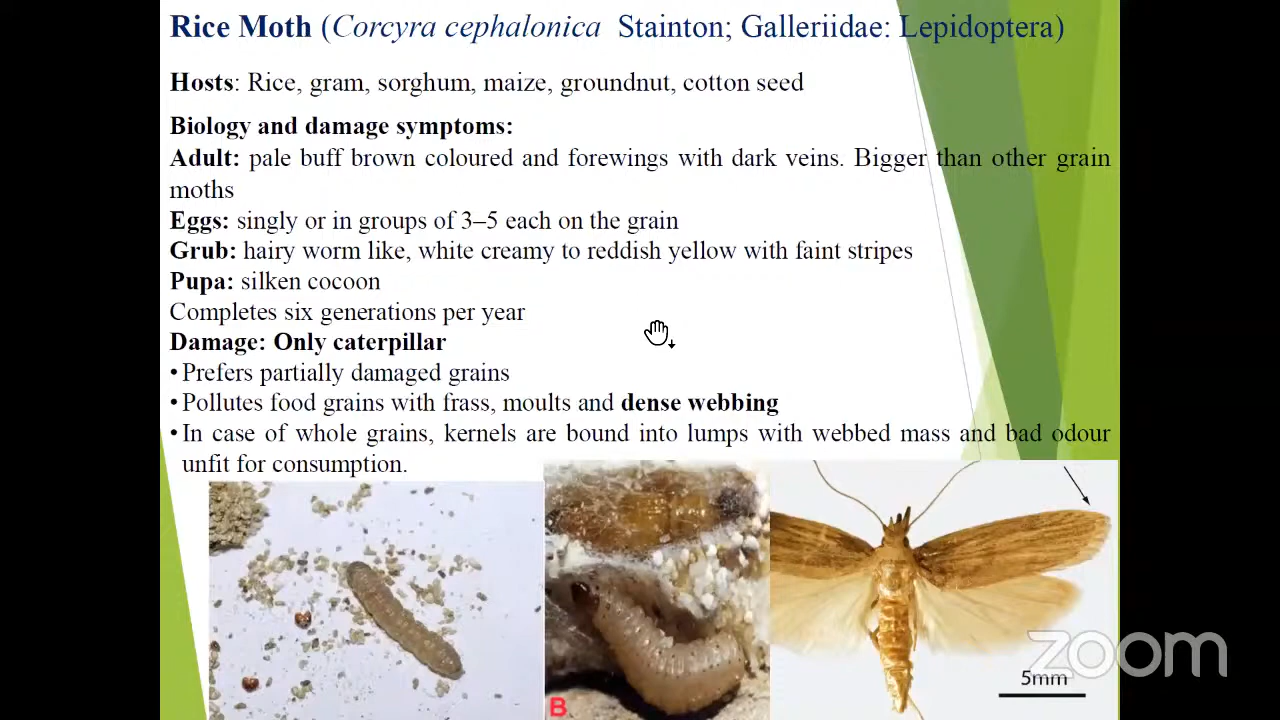 Rice Moth (Corcyra cephalonica Stainton; Galleriidae: Lepidoptera)
Hosts: Rice, gram, sorghum, maize, groundnut, cotton seed
Biology and damage symptoms:
Adult: pale buff brown coloured and forewings with dark veins. Bigger than other grain
moths
Eggs: singly or in groups of 3–5 each on the grain
Grub: hairy worm like, white creamy to reddish yellow with faint stripes
Pupa: silken cocoon
Completes six generations per year
Damage: Only caterpillar
•Prefers partially damaged grains
•Pollutes food grains with frass, moults and dense webbing
•In case of whole grains, kernels are bound into lumps with webbed mass and bad odour
unfit for consumption.
B
zoom
5mm